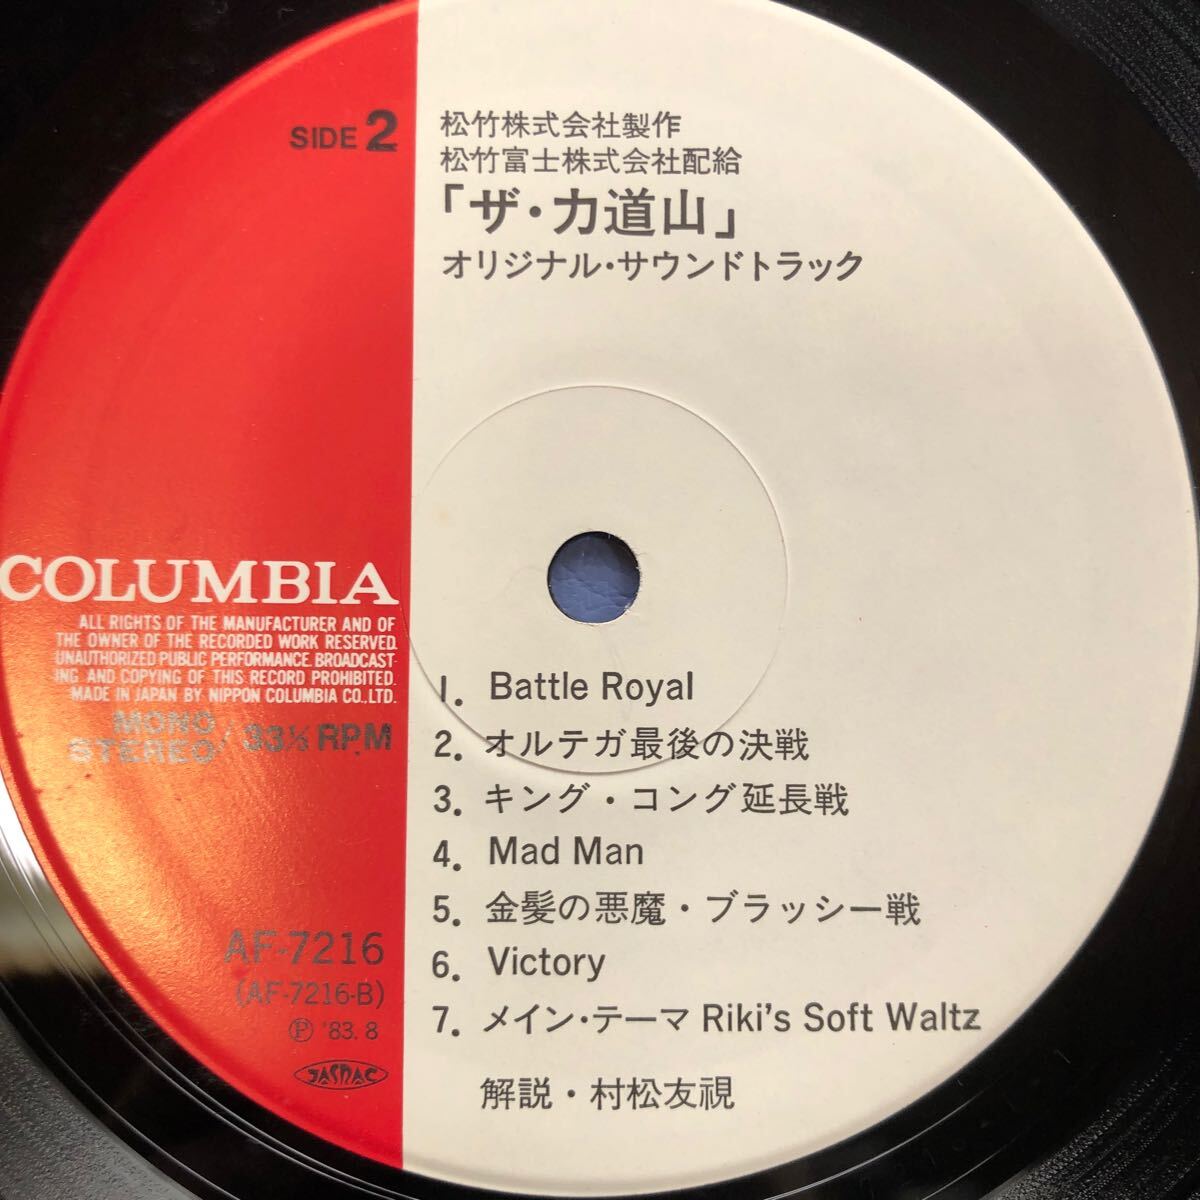 SIDE 2
松竹株式会社製作
松竹富士株式会社配給
「ザ・力道山」
オリジナル・サウンドトラック
COLUMBIA
ALL RIGHTS OF THE MANUFACTURER AND OF
THE OWNER OF THE RECORDED WORK RESERVED.
UNAUTHORIZED PUBLIC PERFORMANCE. BROADCAST-
ING AND COPYING OF THIS RECORD PROHIBITED.
MADE IN JAPAN BY NIPPON COLUMBIA CO.,LTD.
MONO
STEREO / 33⅓ RPM
AF-7216
(AF-7216-B)
Ⓟ '83. 8
JASRAC
1. Battle Royal
2. オルテガ最後の決戦
3. キング・コング延長戦
4. Mad Man
5. 金髪の悪魔・ブラッシー戦
6. Victory
7. メイン・テーマ Riki's Soft Waltz
解説・村松友視